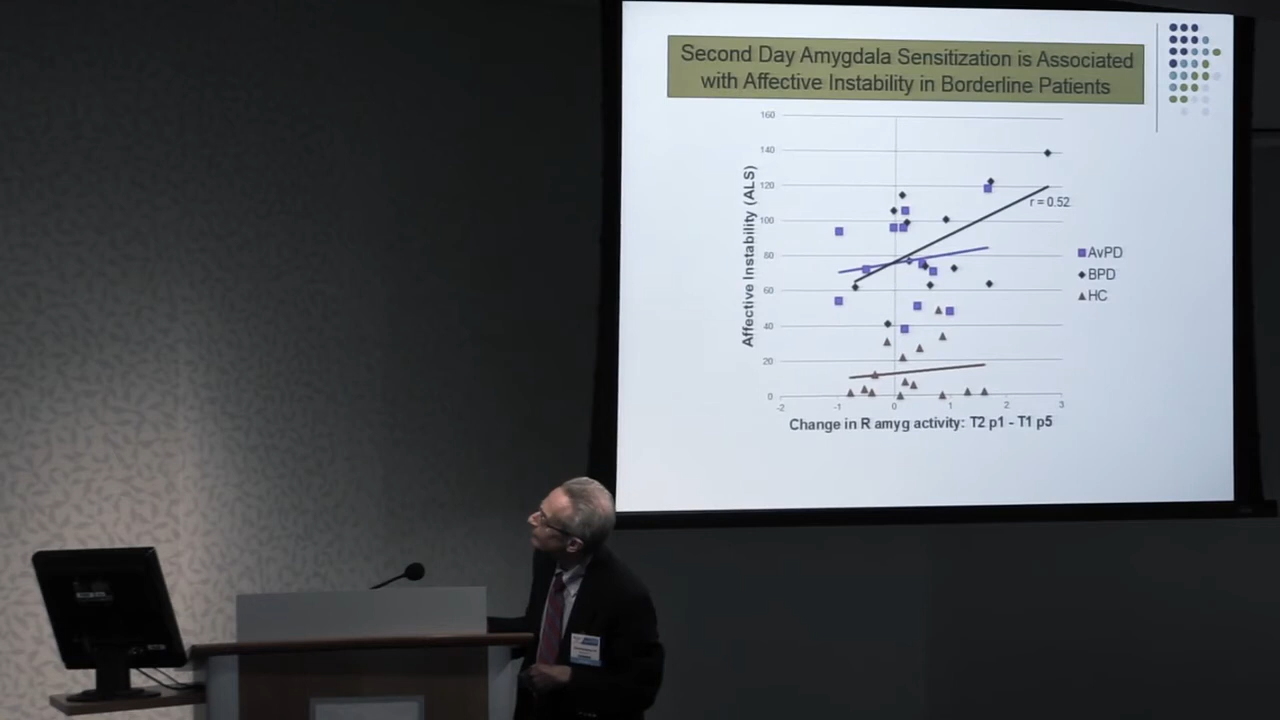 Second Day Amygdala Sensitization is Associated
with Affective Instability in Borderline Patients
160
140
120
100
80
60
40
20
0
Affective Instability (ALS)
r = 0.52
AvPD
BPD
HC
-2
-1
0
1
2
3
Change in R amyg activity: T2 p1 - T1 p5